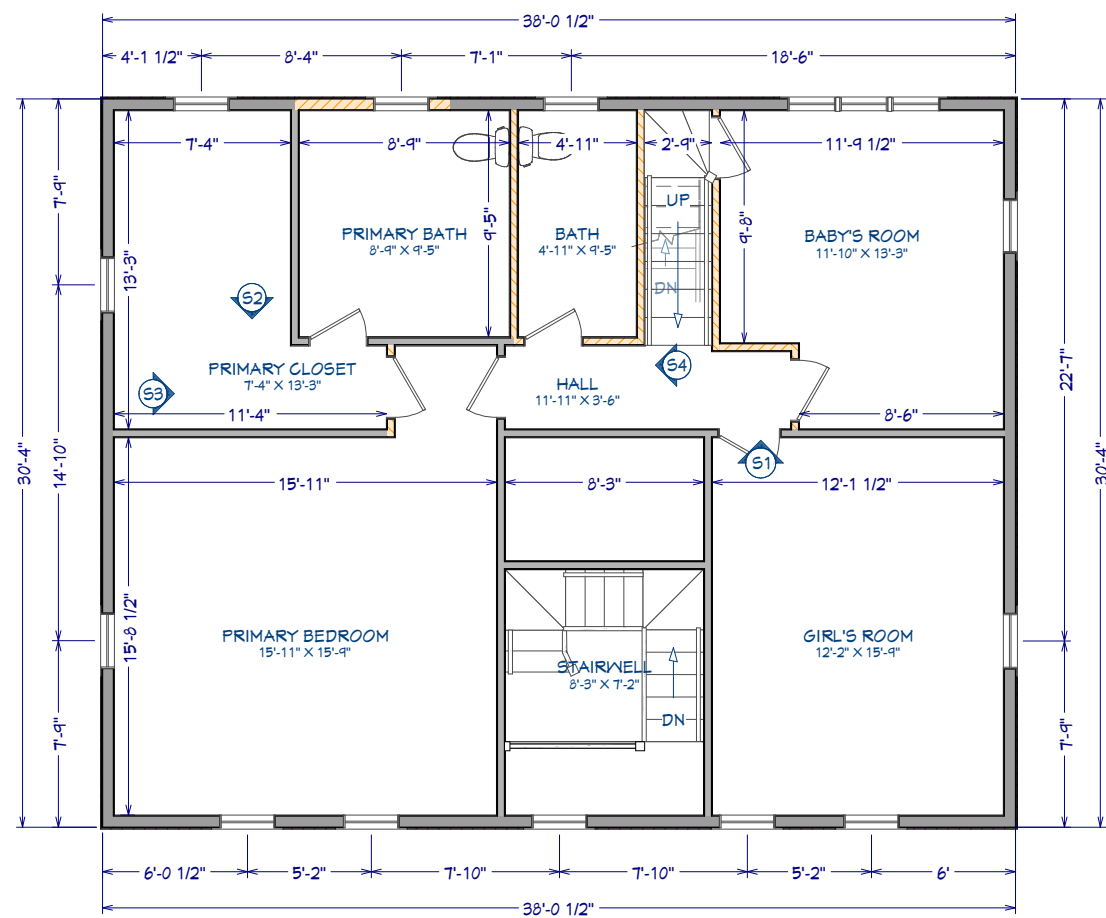 38'-0 1/2"
4'-1 1/2" 8'-4" 7'-1" 18'-6"
7'-4" 8'-9" 4'-11" 2'-9" 11'-9 1/2"
7'-9"
UP
9'-5"
9'-8"
PRIMARY BATH
8'-9" X 9'-5"
BATH
4'-11" X 9'-5"
BABY'S ROOM
11'-10" X 13'-3"
13'-3"
DN
S2
PRIMARY CLOSET
7'-4" X 13'-3"
S4
S3
HALL
11'-11" X 3'-6"
22'-7"
11'-4"
8'-6"
S1
30'-4"
14'-10"
30'-4"
15'-11" 8'-3" 12'-1 1/2"
15'-8 1/2"
PRIMARY BEDROOM
15'-11" X 15'-9"
GIRL'S ROOM
12'-2" X 15'-9"
STAIRWELL
8'-3" X 7'-2"
DN
7'-9"
7'-9"
6'-0 1/2" 5'-2" 7'-10" 7'-10" 5'-2" 6'
38'-0 1/2"